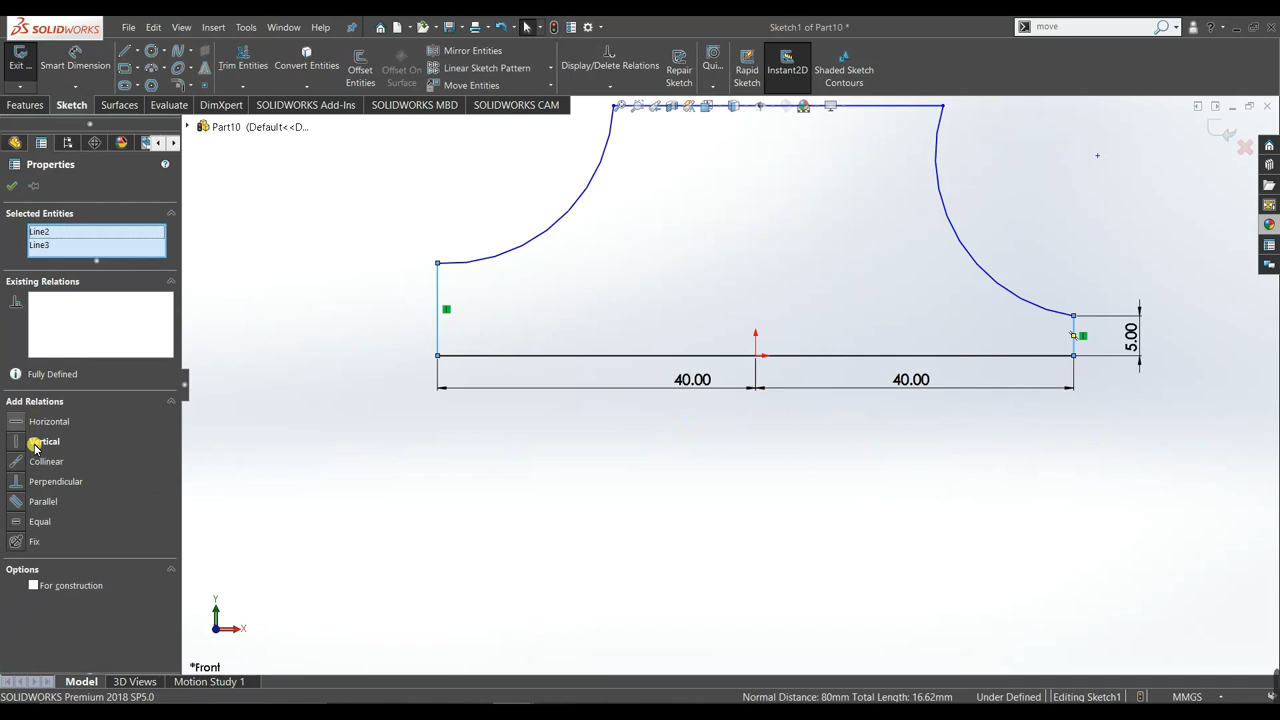 SOLIDWORKS
File
Edit
View
Insert
Tools
Window
Help
Sketch1 of Part10 *
move
Exit ...
Smart Dimension
Trim Entities
Convert Entities
Offset
Entities
Offset On
Surface
Mirror Entities
Linear Sketch Pattern
Move Entities
Display/Delete Relations
Repair
Sketch
Qui...
Rapid
Sketch
Instant2D
Shaded Sketch
Contours
Features
Sketch
Surfaces
Evaluate
DimXpert
SOLIDWORKS Add-Ins
SOLIDWORKS MBD
SOLIDWORKS CAM
Part10 (Default<<D...
Properties
Selected Entities
Line2
Line3
Existing Relations
Fully Defined
Add Relations
Horizontal
Vertical
Collinear
Perpendicular
Parallel
Equal
Fix
Options
For construction
5.00
40.00
40.00
Y
X
*Front
Model
3D Views
Motion Study 1
SOLIDWORKS Premium 2018 SP5.0
Normal Distance: 80mm Total Length: 16.62mm
Under Defined
Editing Sketch1
MMGS